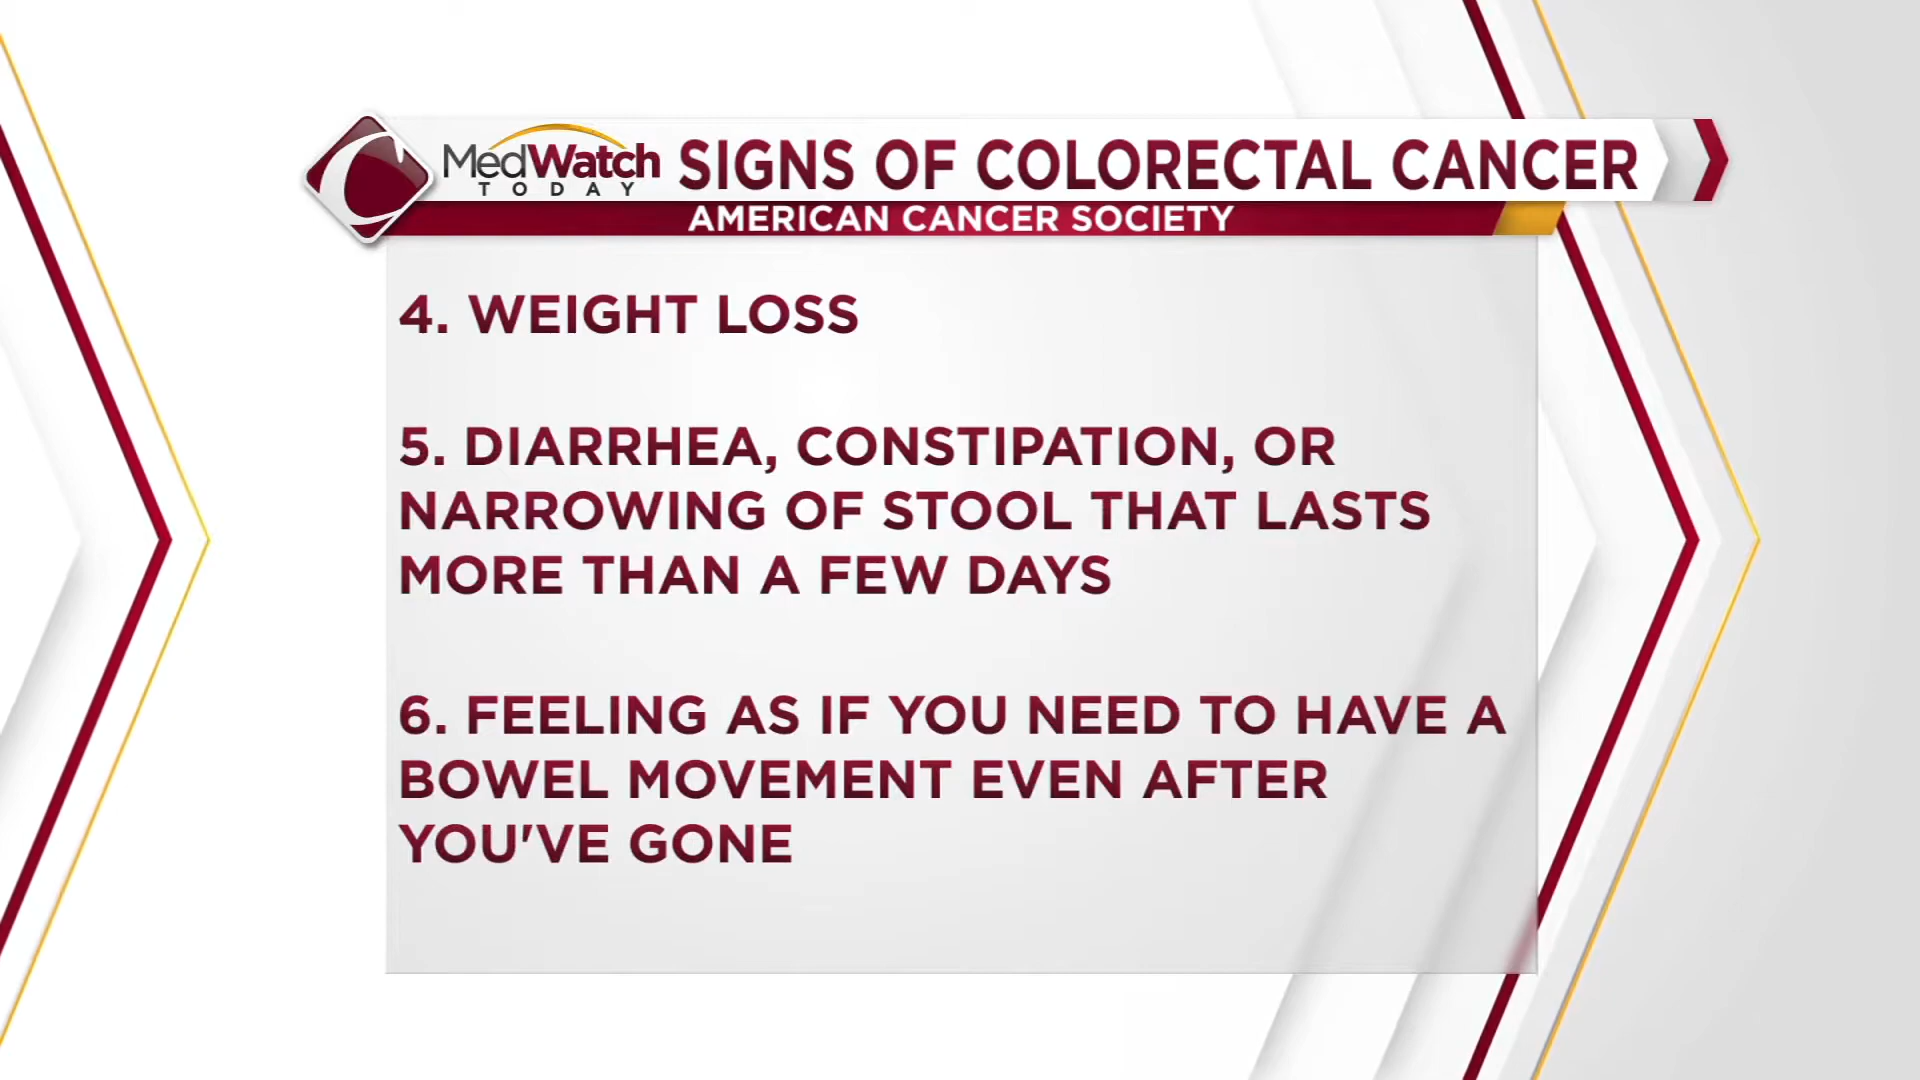 MedWatch
TODAY
SIGNS OF COLORECTAL CANCER
AMERICAN CANCER SOCIETY
4. WEIGHT LOSS
5. DIARRHEA, CONSTIPATION, OR
NARROWING OF STOOL THAT LASTS
MORE THAN A FEW DAYS
6. FEELING AS IF YOU NEED TO HAVE A
BOWEL MOVEMENT EVEN AFTER
YOU'VE GONE